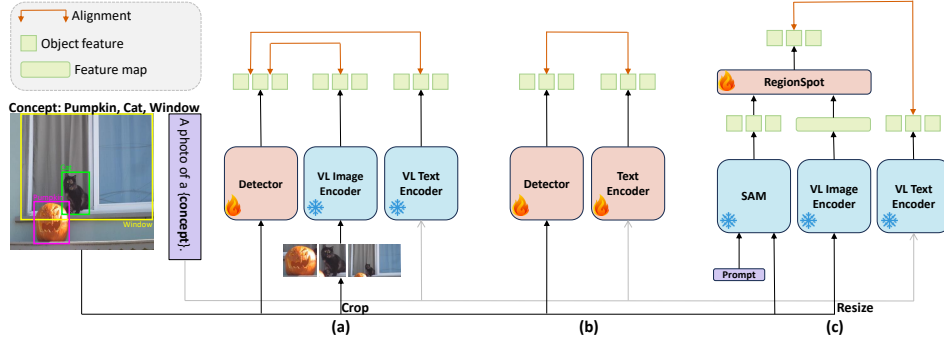 Alignment
Object feature
Feature map
Concept: Pumpkin, Cat, Window
Window
A photo of a {concept}.
Detector
VL Image
Encoder
VL Text
Encoder
Crop
(a)
Detector
Text
Encoder
(b)
RegionSpot
SAM
VL Image
Encoder
VL Text
Encoder
Prompt
Resize
(c)